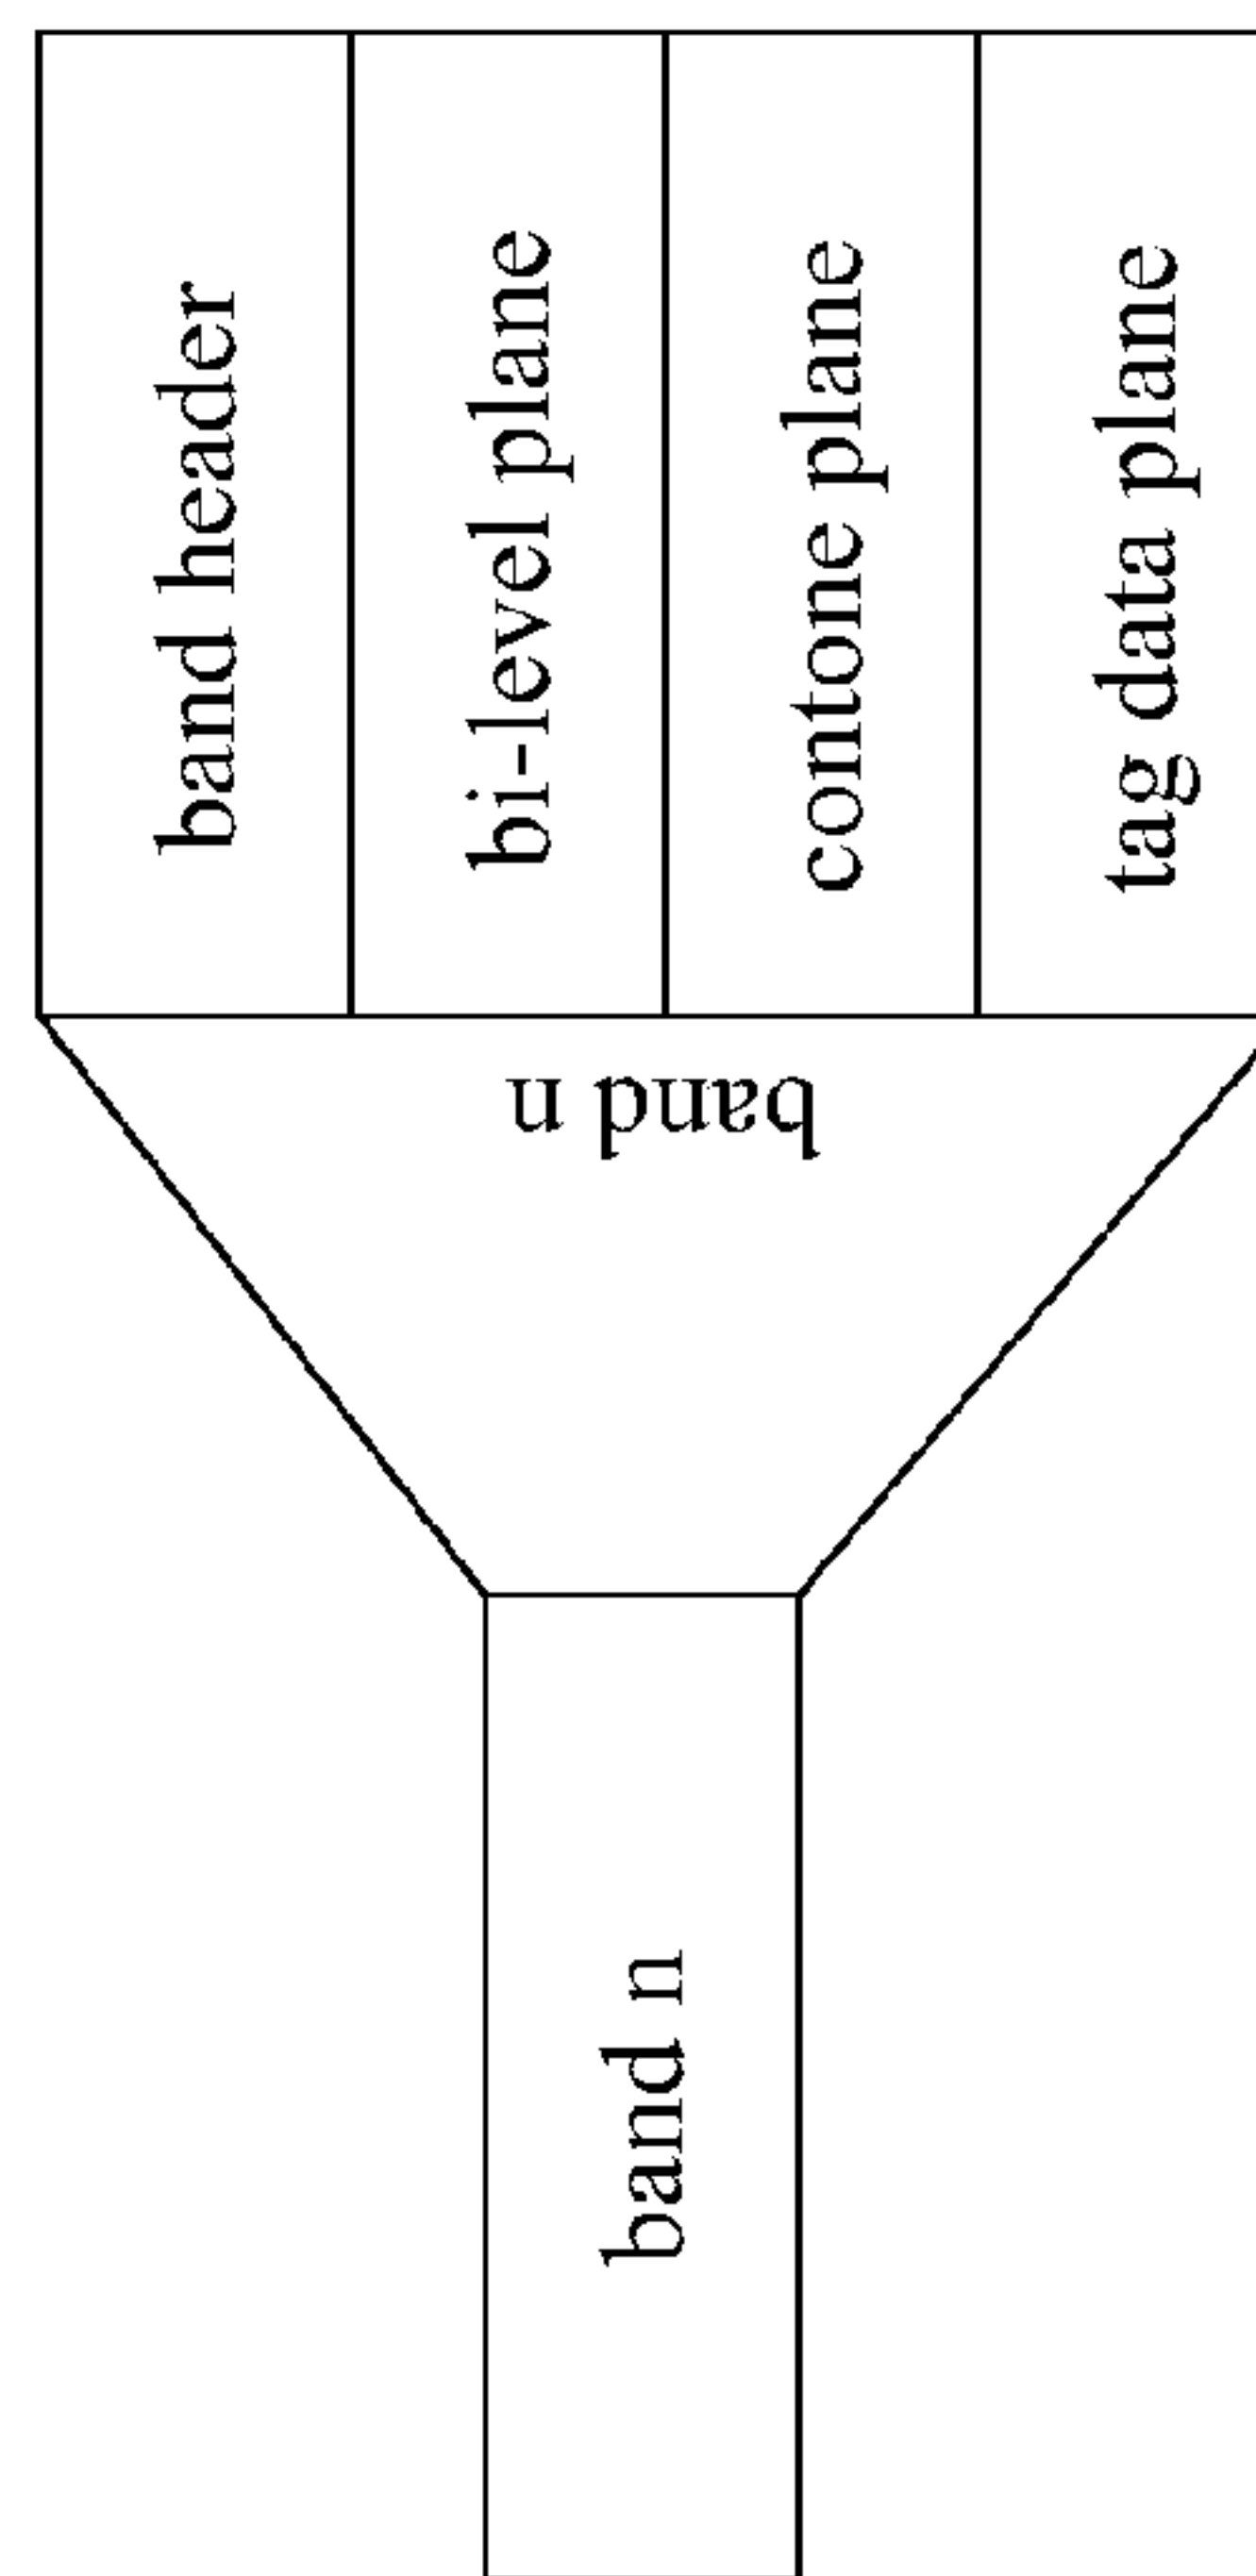 band header
bi-level plane
contone plane
tag data plane
band n
band n